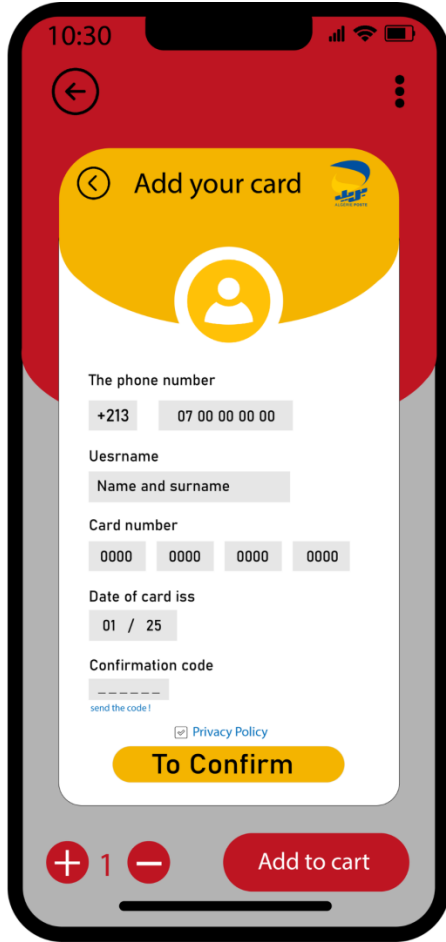 10:30
Add your card
ALGERIE POSTE
The phone number
+213 07 00 00 00 00
Uesrname
Name and surname
Card number
0000 0000 0000 0000
Date of card iss
01 / 25
Confirmation code
_ _ _ _ _ _
send the code !
Privacy Policy
To Confirm
1
Add to cart